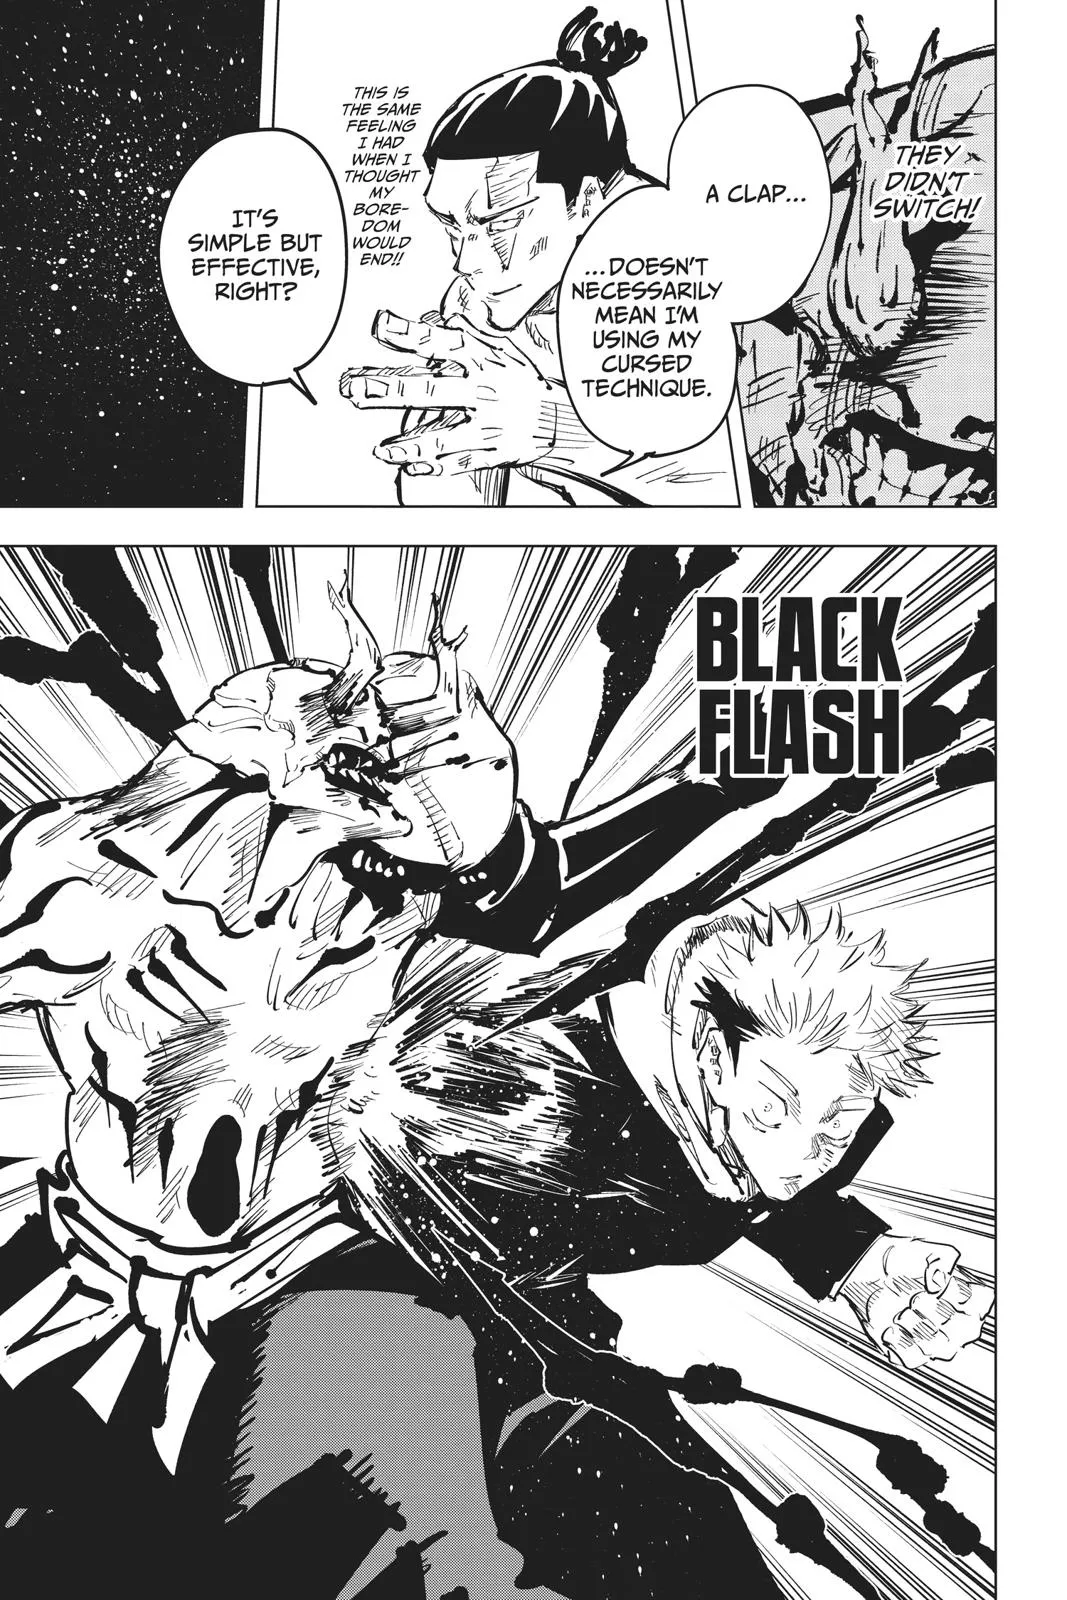 THEY
DIDN'T
SWITCH!
A CLAP...
...DOESN'T
NECESSARILY
MEAN I'M
USING MY
CURSED
TECHNIQUE.
THIS IS
THE SAME
FEELING
I HAD
WHEN I
THOUGHT
MY
BORE-
DOM
WOULD
END!!
IT'S
SIMPLE BUT
EFFECTIVE,
RIGHT?
BLACK
FLASH